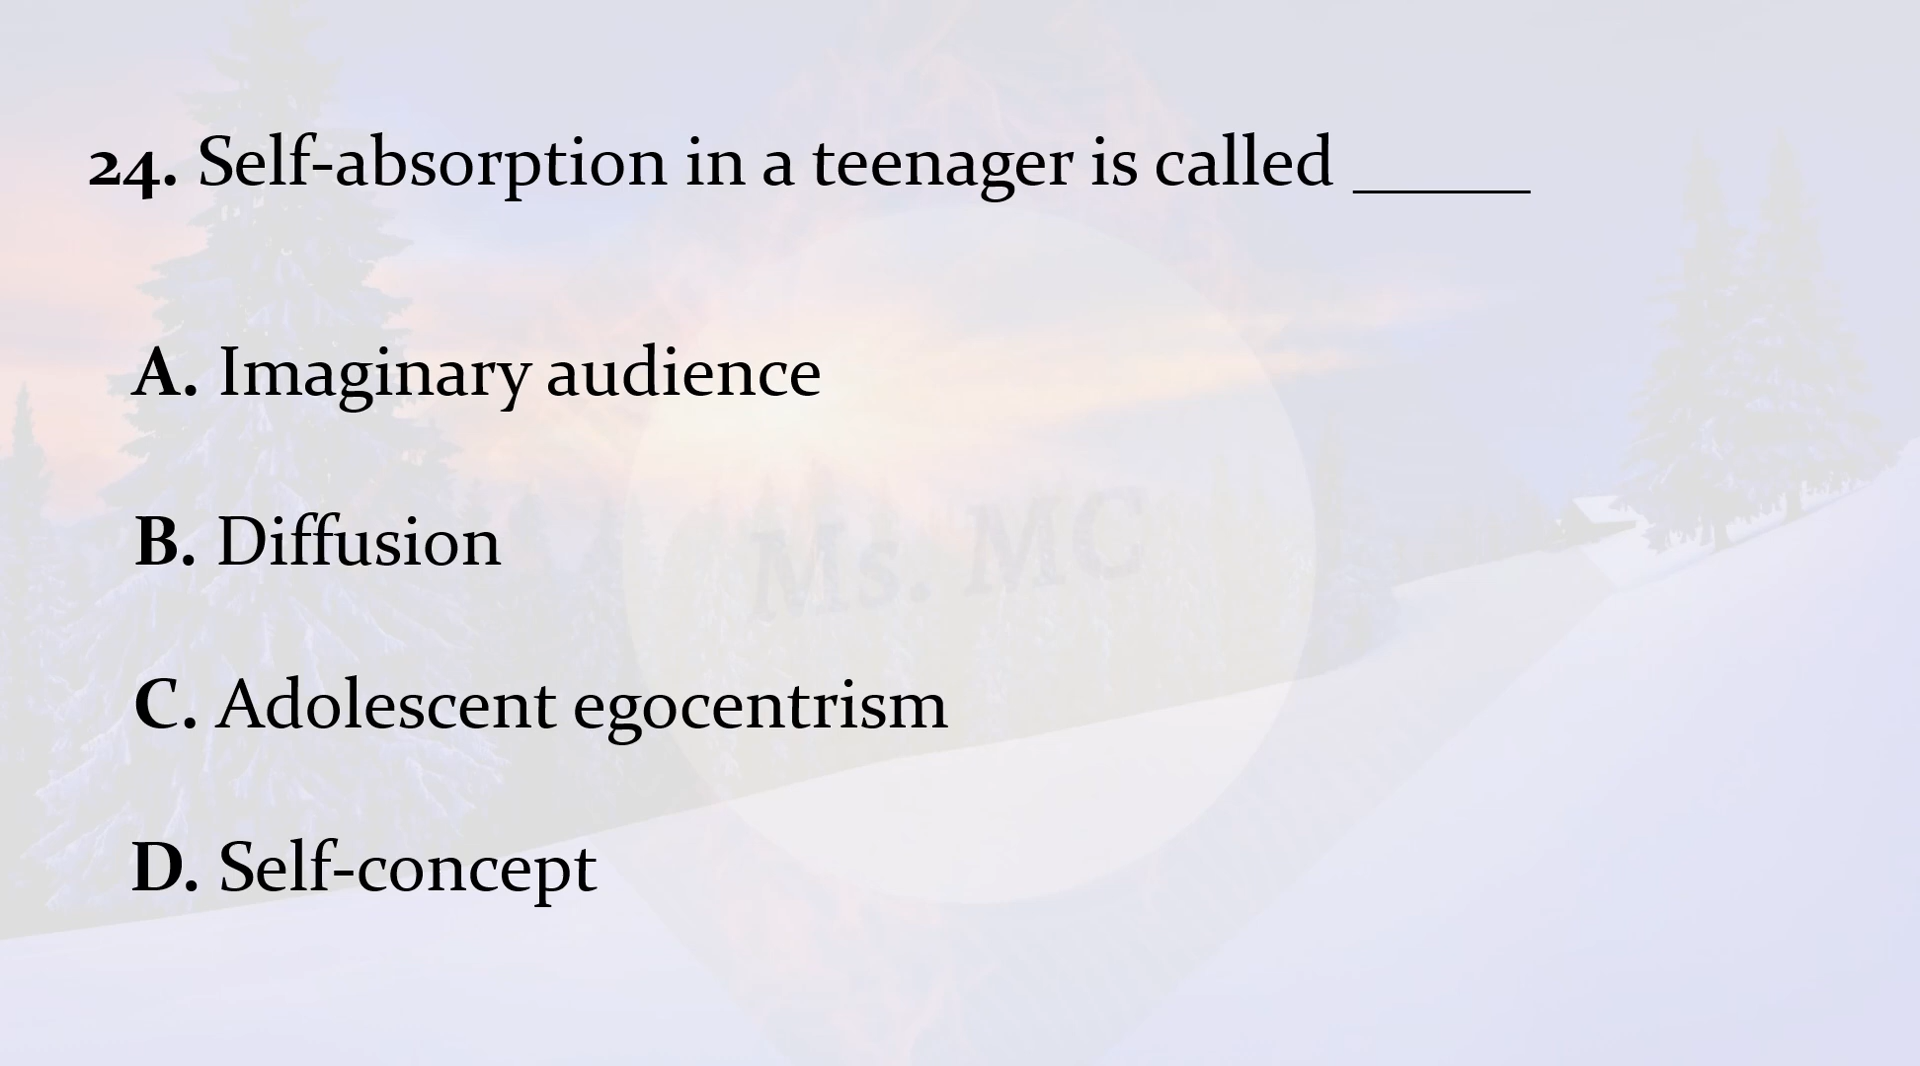 24. Self-absorption in a teenager is called _____
A. Imaginary audience
B. Diffusion
Ms. MC
C. Adolescent egocentrism
D. Self-concept